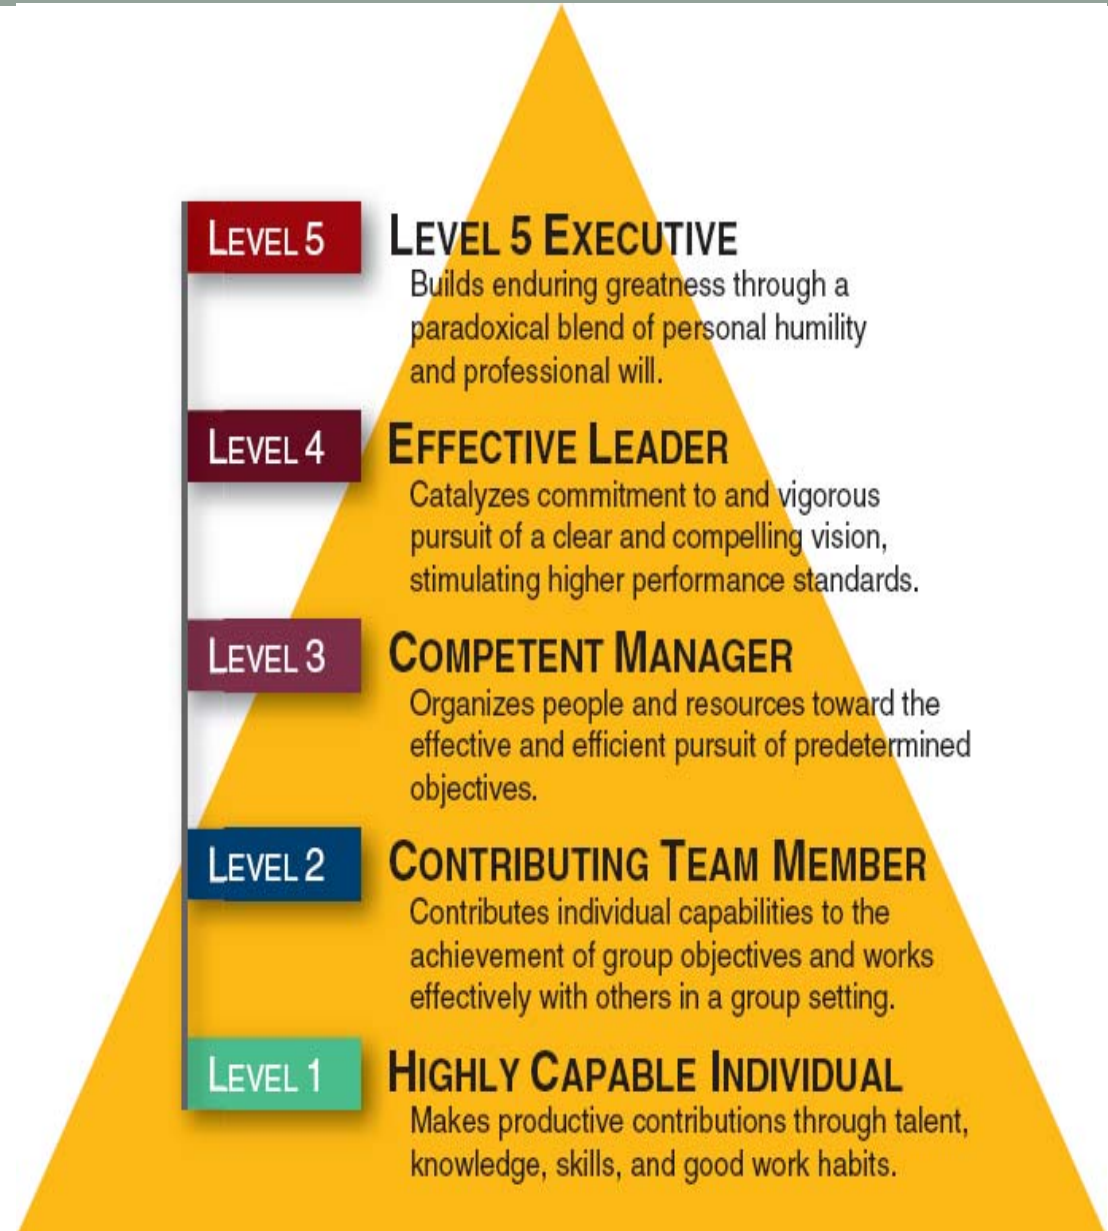 LEVEL 5
LEVEL 5 EXECUTIVE
Builds enduring greatness through a
paradoxical blend of personal humility
and professional will.
LEVEL 4
EFFECTIVE LEADER
Catalyzes commitment to and vigorous
pursuit of a clear and compelling vision,
stimulating higher performance standards.
LEVEL 3
COMPETENT MANAGER
Organizes people and resources toward the
effective and efficient pursuit of predetermined
objectives.
LEVEL 2
CONTRIBUTING TEAM MEMBER
Contributes individual capabilities to the
achievement of group objectives and works
effectively with others in a group setting.
LEVEL 1
HIGHLY CAPABLE INDIVIDUAL
Makes productive contributions through talent,
knowledge, skills, and good work habits.